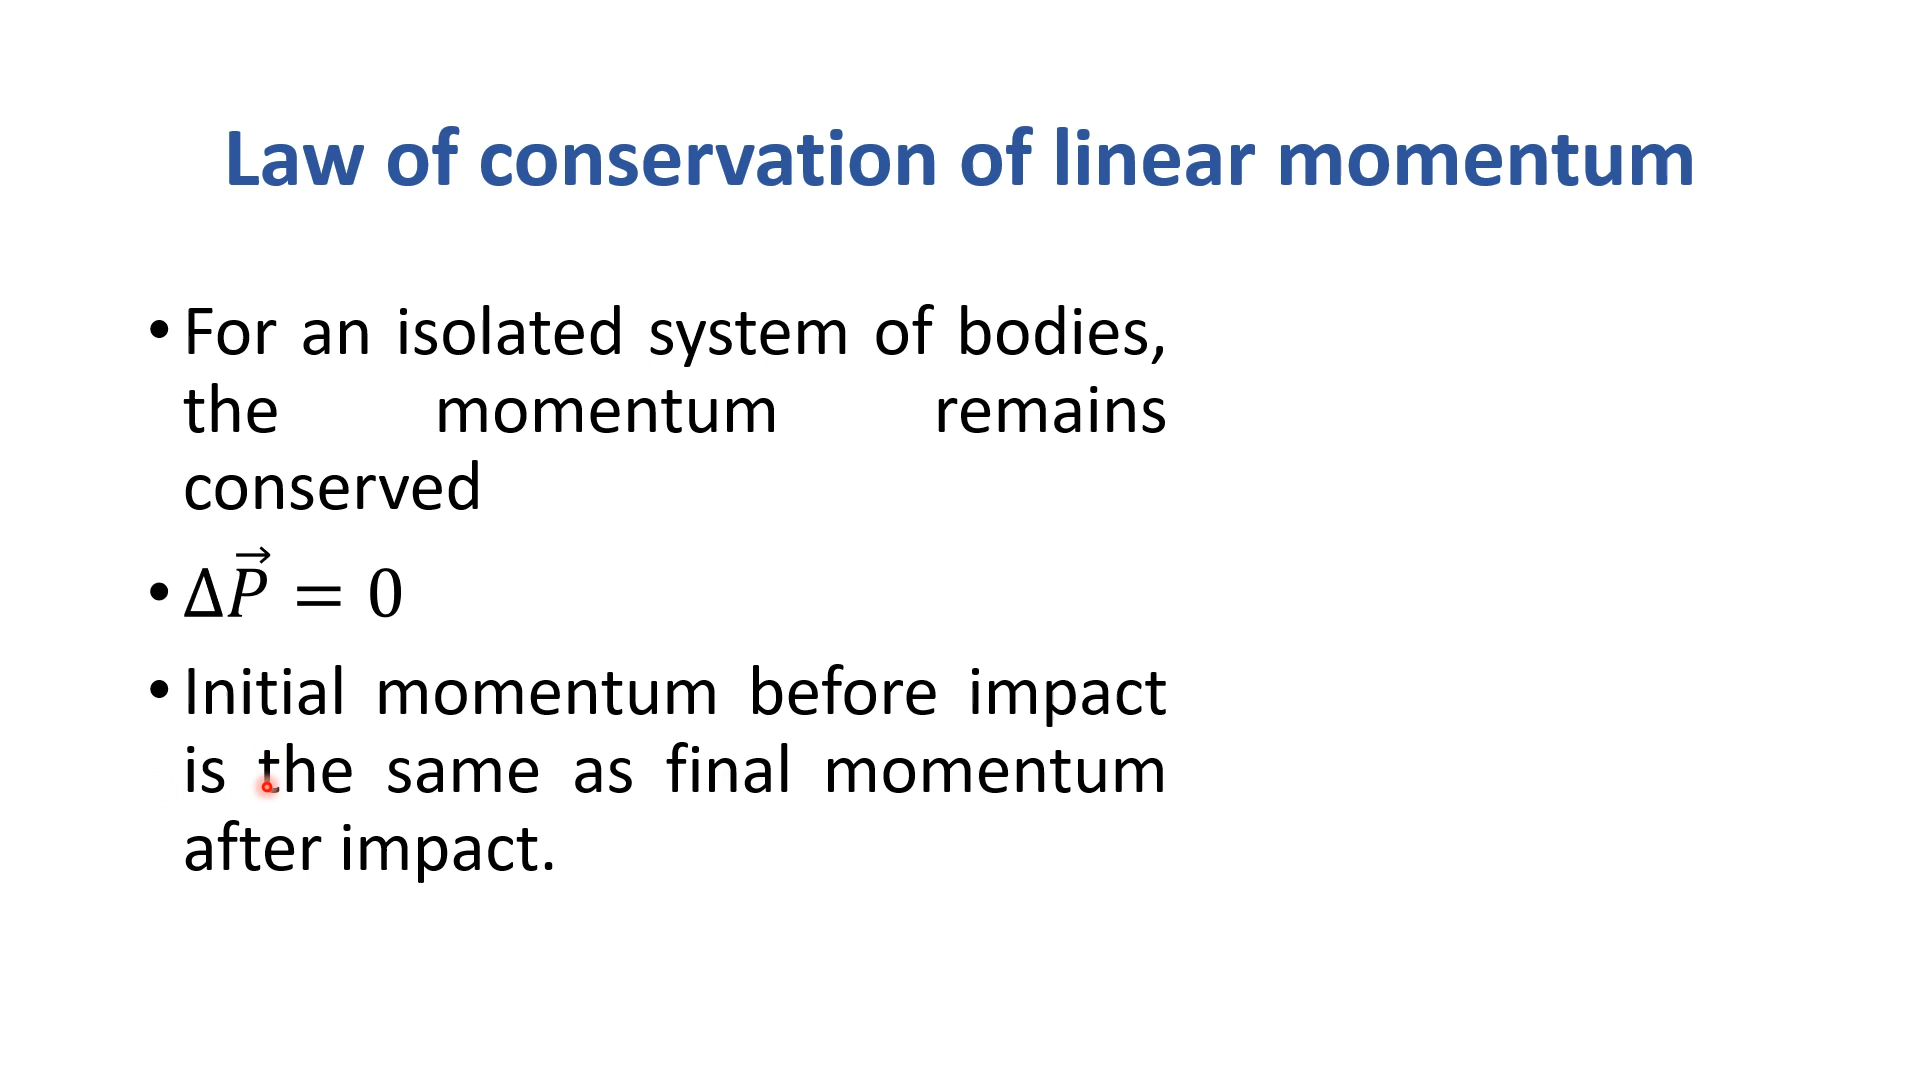 Law of conservation of linear momentum
• For an isolated system of bodies,
the momentum remains
conserved
• Δ\vec{P} = 0
• Initial momentum before impact
is the same as final momentum
after impact.